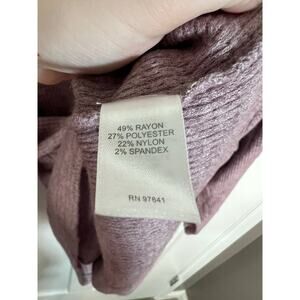 49% RAYON
27% POLYESTER
22% NYLON
2% SPANDEX
RN 97641